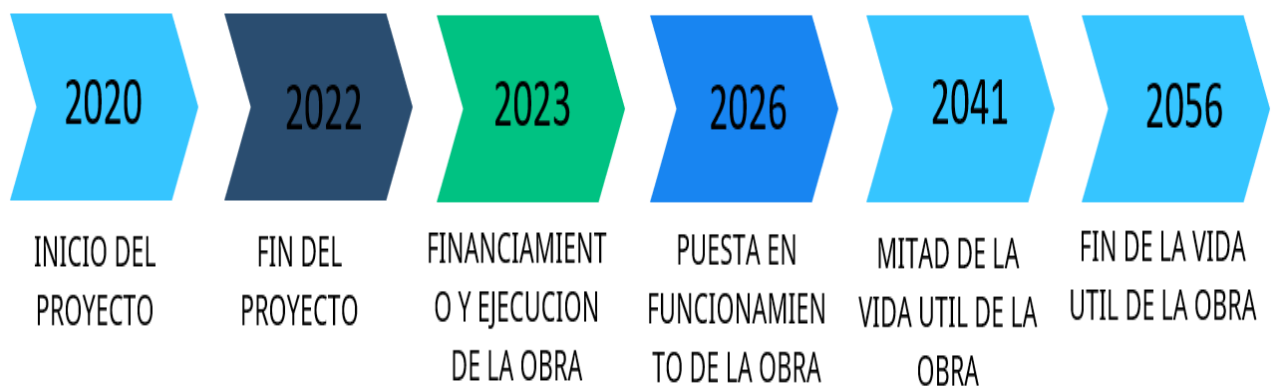 2020
INICIO DEL
PROYECTO
2022
FIN DEL
PROYECTO
2023
FINANCIAMIENT
O Y EJECUCION
DE LA OBRA
2026
PUESTA EN
FUNCIONAMIEN
TO DE LA OBRA
2041
MITAD DE LA
VIDA UTIL DE LA
OBRA
2056
FIN DE LA VIDA
UTIL DE LA OBRA